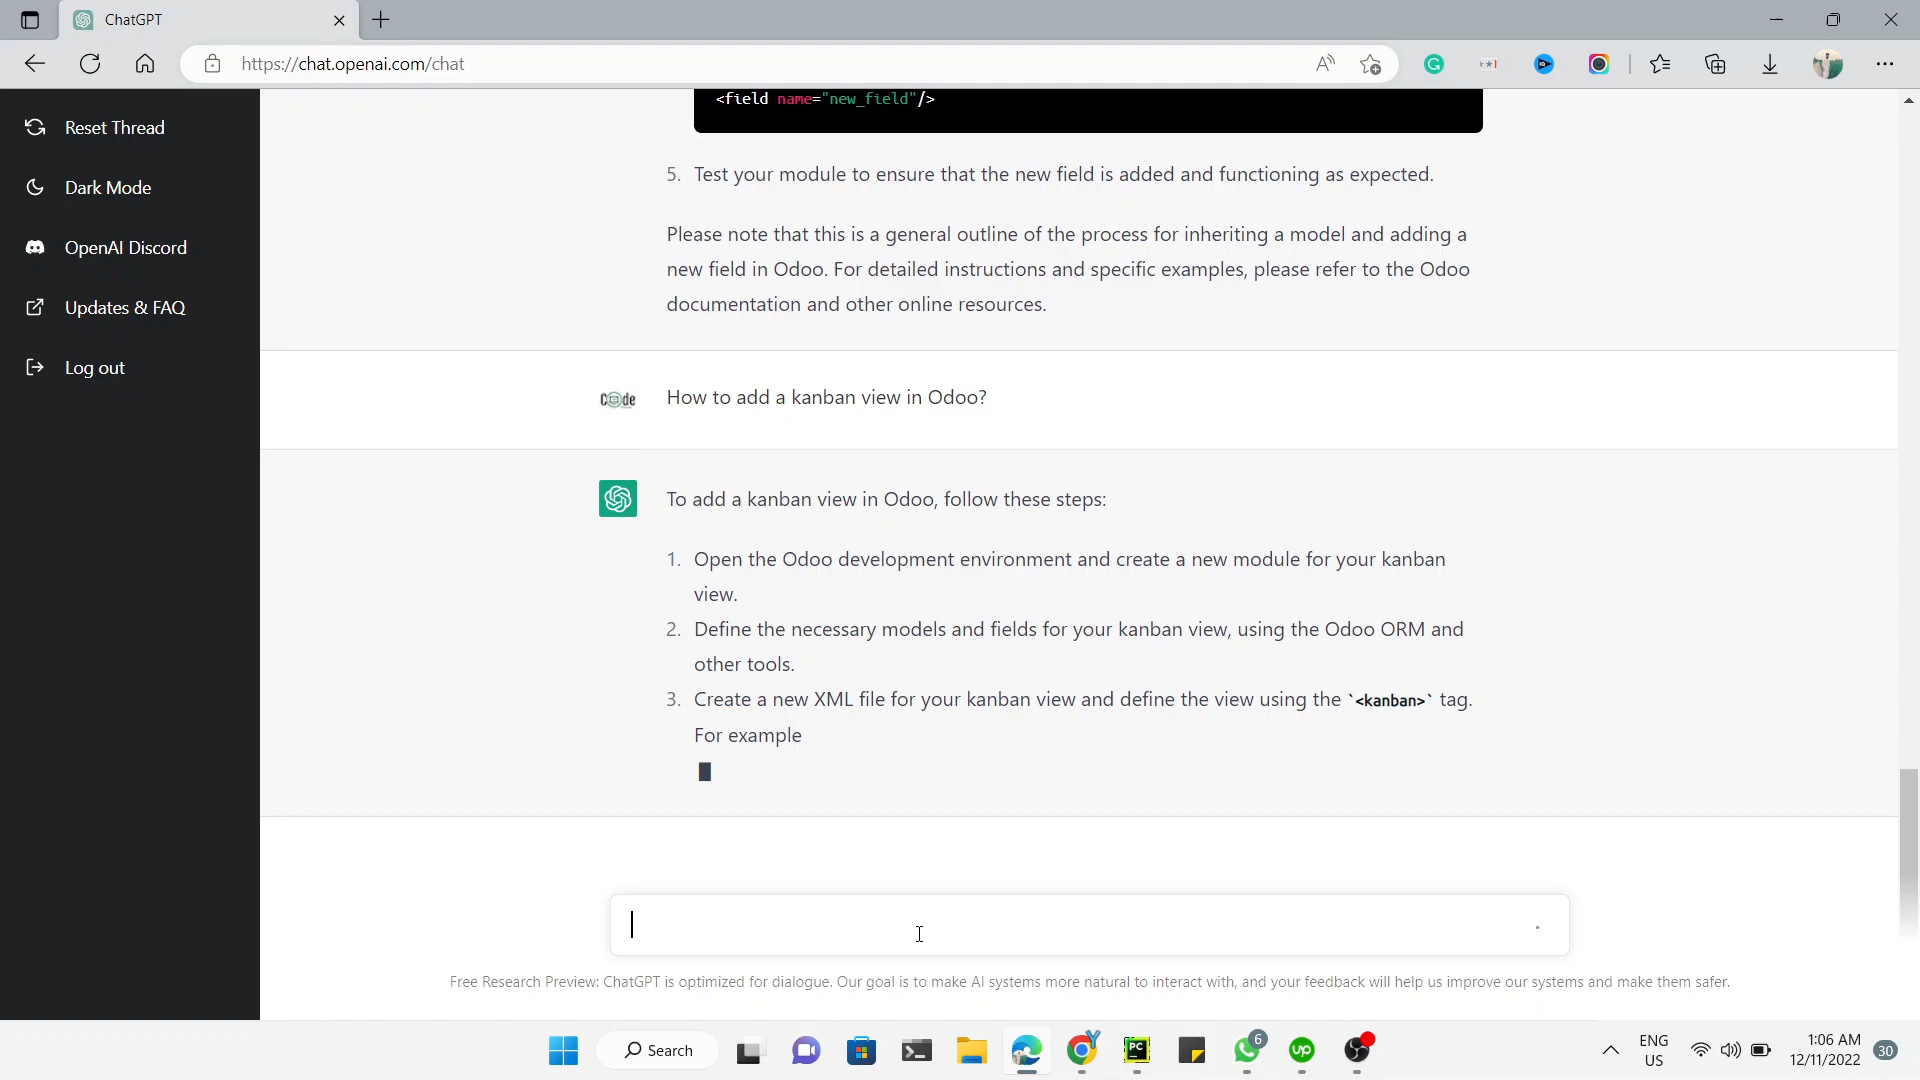 ChatGPT
https://chat.openai.com/chat
Reset Thread
Dark Mode
OpenAI Discord
Updates & FAQ
Log out
<field name="new_field"/>
5. Test your module to ensure that the new field is added and functioning as expected.
Please note that this is a general outline of the process for inheriting a model and adding a
new field in Odoo. For detailed instructions and specific examples, please refer to the Odoo
documentation and other online resources.
Code
How to add a kanban view in Odoo?
To add a kanban view in Odoo, follow these steps:
1. Open the Odoo development environment and create a new module for your kanban
view.
2. Define the necessary models and fields for your kanban view, using the Odoo ORM and
other tools.
3. Create a new XML file for your kanban view and define the view using the `<kanban>` tag.
For example
Free Research Preview: ChatGPT is optimized for dialogue. Our goal is to make AI systems more natural to interact with, and your feedback will help us improve our systems and make them safer.
Search
PC
6
up
ENG
US
1:06 AM
12/11/2022
30